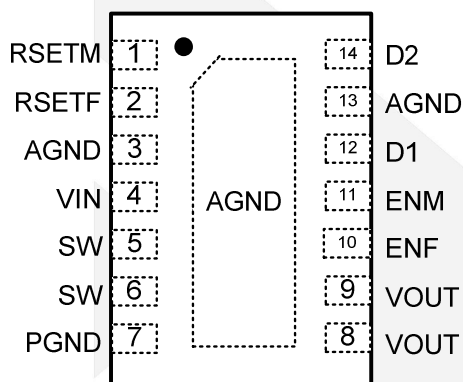 RSETM 1 14 D2
RSETF 2 13 AGND
AGND 3 12 D1
VIN 4 AGND 11 ENM
SW 5 10 ENF
SW 6 9 VOUT
PGND 7 8 VOUT